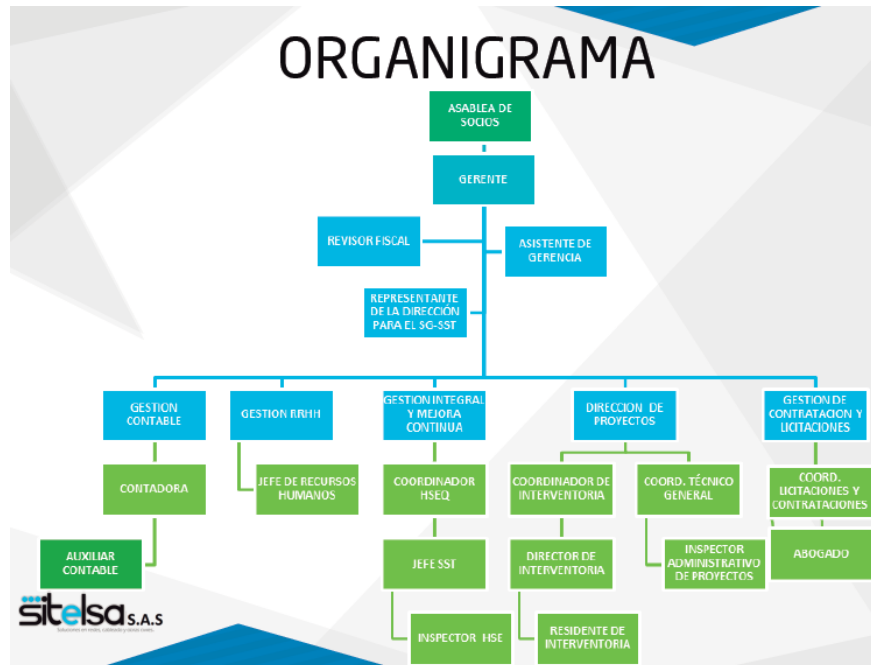 ORGANIGRAMA
ASABLEA DE
SOCIOS
GERENTE
REVISOR FISCAL
ASISTENTE DE
GERENCIA
REPRESENTANTE
DE LA DIRECCIÓN
PARA EL SG-SST
GESTION
CONTABLE
GESTION RRHH
GESTION INTEGRAL
Y MEJORA
CONTINUA
DIRECCION DE
PROYECTOS
GESTION DE
CONTRATACION Y
LICITACIONES
CONTADORA
JEFE DE RECURSOS
HUMANOS
COORDINADOR
HSEQ
COORDINADOR DE
INTERVENTORIA
COORD. TÉCNICO
GENERAL
COORD.
LICITACIONES Y
CONTRATACIONES
AUXILIAR
CONTABLE
JEFE SST
DIRECTOR DE
INTERVENTORIA
INSPECTOR
ADMINISTRATIVO
DE PROYECTOS
ABOGADO
INSPECTOR HSE
RESIDENTE DE
INTERVENTORIA
sitelsa S.A.S